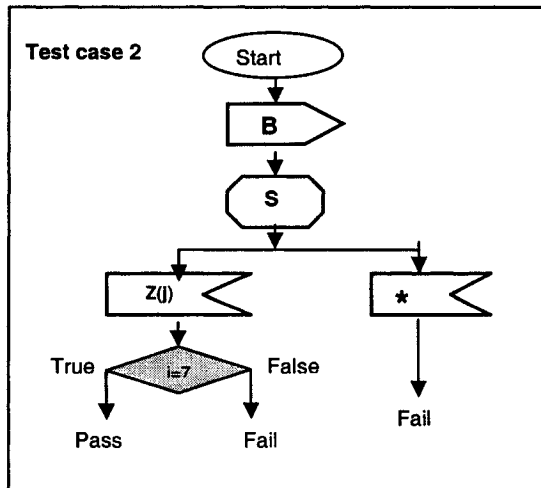 Test case 2
Start
B
S
Z(j)
*
True
i=7
False
Pass
Fail
Fail